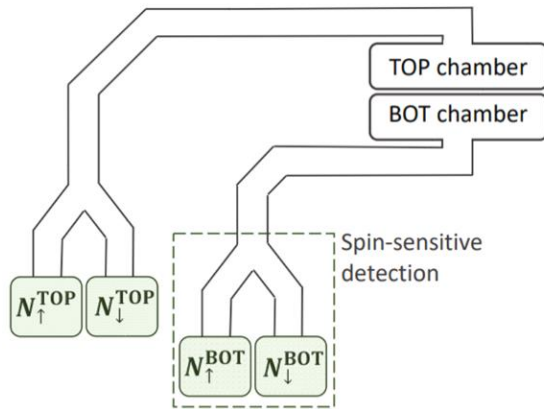 TOP chamber
BOT chamber
Spin-sensitive
detection
N↑^TOP N↓^TOP
N↑^BOT N↓^BOT